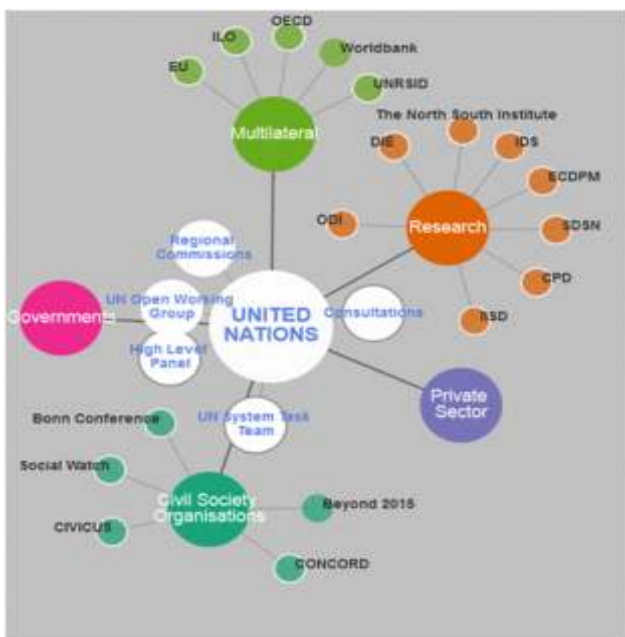 OECD
ILO
Worldbank
EU
UNRSID
Multilateral
The North South Institute
DIE
IDS
ECDPM
ODI
Research
SDSN
CPD
IISD
Regional
Commissions
Governments
UN Open Working
Group
UNITED
NATIONS
Consultations
High Level
Panel
Private
Sector
UN System Task
Team
Bonn Conference
Social Watch
Civil Society
Organisations
Beyond 2015
CIVICUS
CONCORD